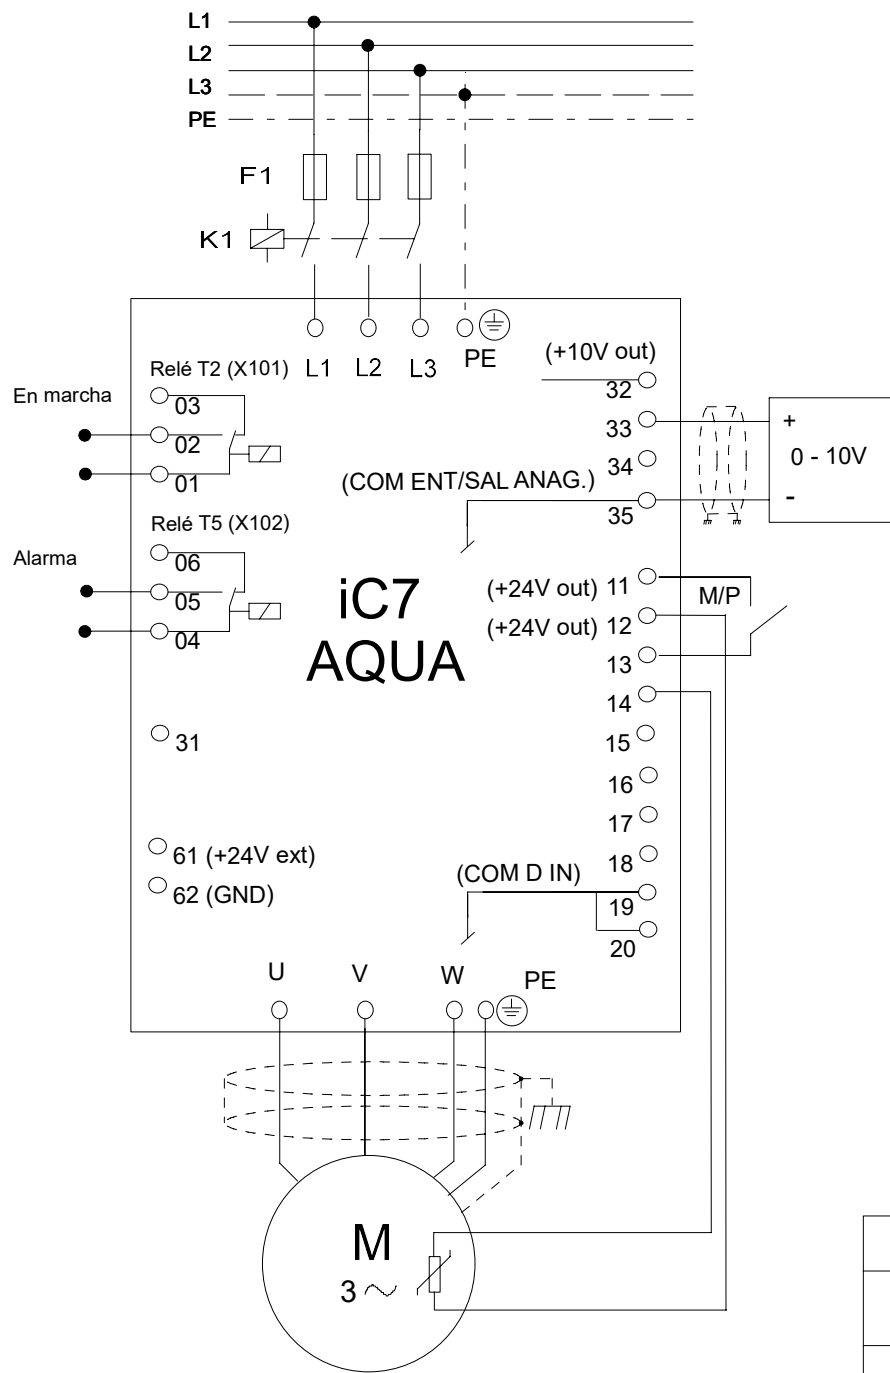 L1
L2
L3
PE
F1
K1
L1 L2 L3 PE
Relé T2 (X101)
En marcha
03
02
01
Relé T5 (X102)
Alarma
06
05
04
31
61 (+24V ext)
62 (GND)
iC7
AQUA
(+10V out)
32
33
34
(COM ENT/SAL ANAG.)
35
+
0 - 10V
-
(+24V out) 11
M/P
(+24V out) 12
13
14
15
16
17
18
(COM D IN)
19
20
U V W PE
M
3 ~